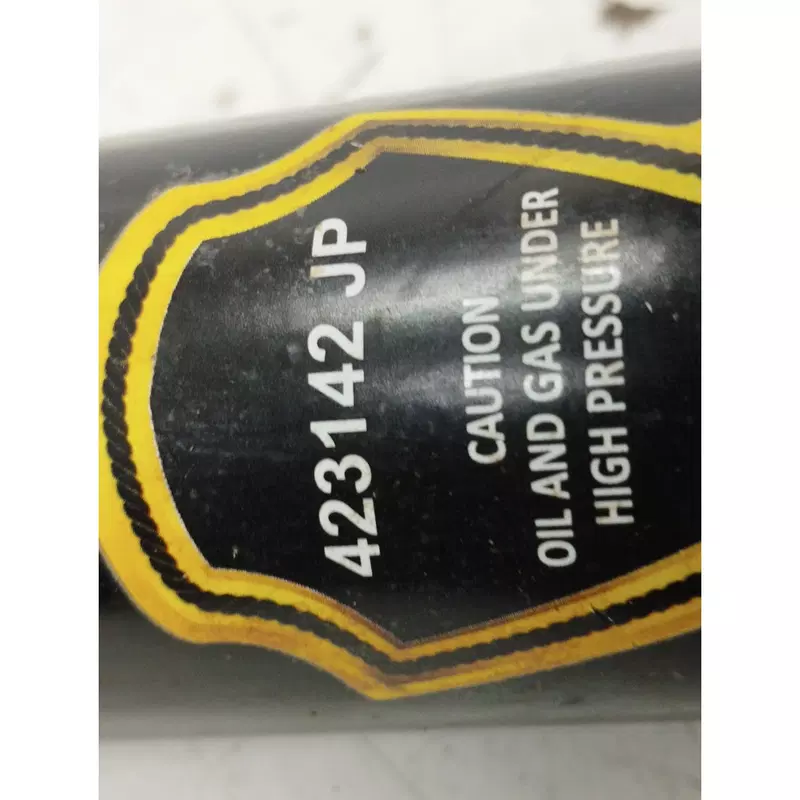 423142 JP
CAUTION
OIL AND GAS UNDER
HIGH PRESSURE